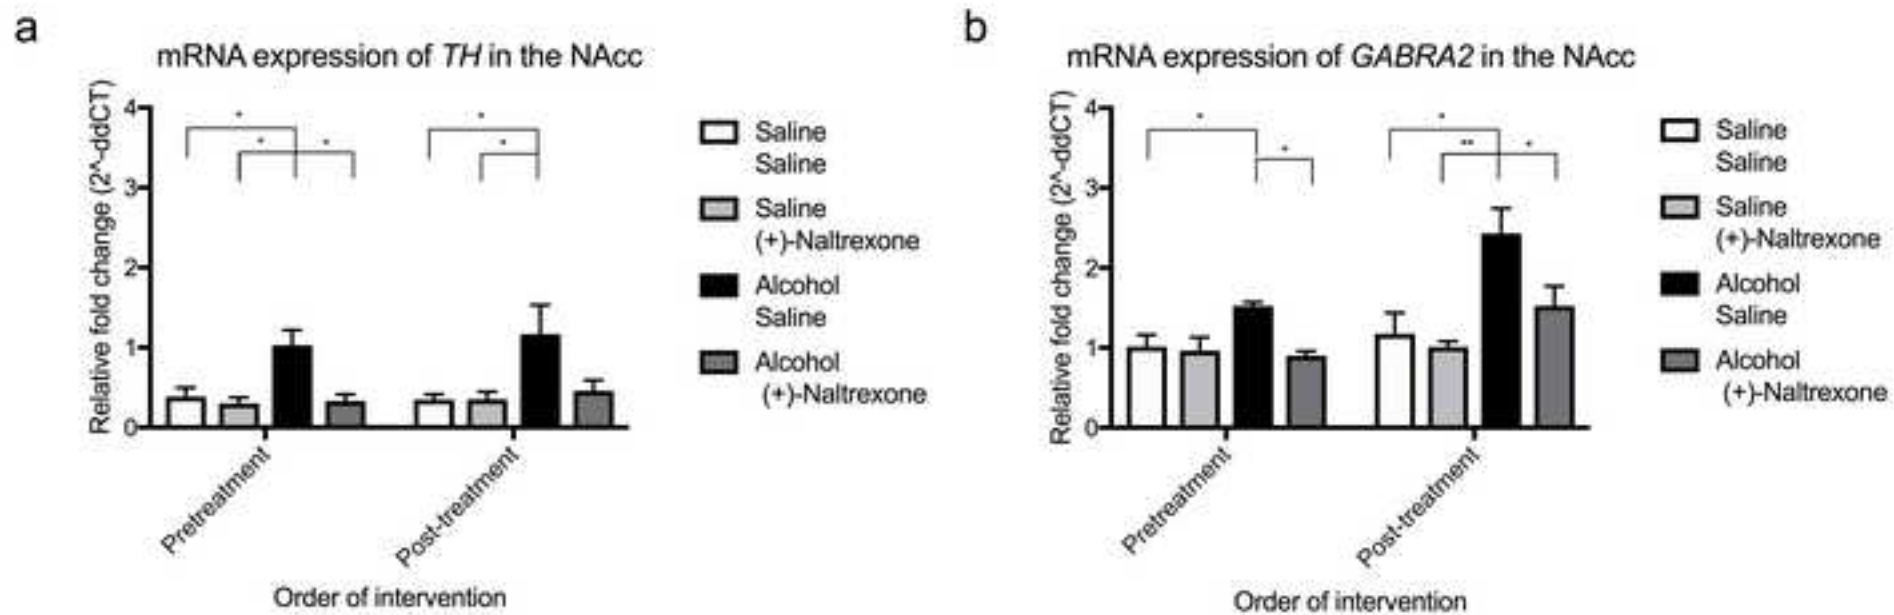 a
mRNA expression of TH in the NAcc
Relative fold change (2^-ddCT)
4
3
2
1
0
*
*
*
*
*
Pretreatment
Post-treatment
Order of intervention
Saline
Saline
Saline
(+)-Naltrexone
Alcohol
Saline
Alcohol
(+)-Naltrexone
b
mRNA expression of GABRA2 in the NAcc
Relative fold change (2^-ddCT)
4
3
2
1
0
*
*
*
**
*
Pretreatment
Post-treatment
Order of intervention
Saline
Saline
Saline
(+)-Naltrexone
Alcohol
Saline
Alcohol
(+)-Naltrexone